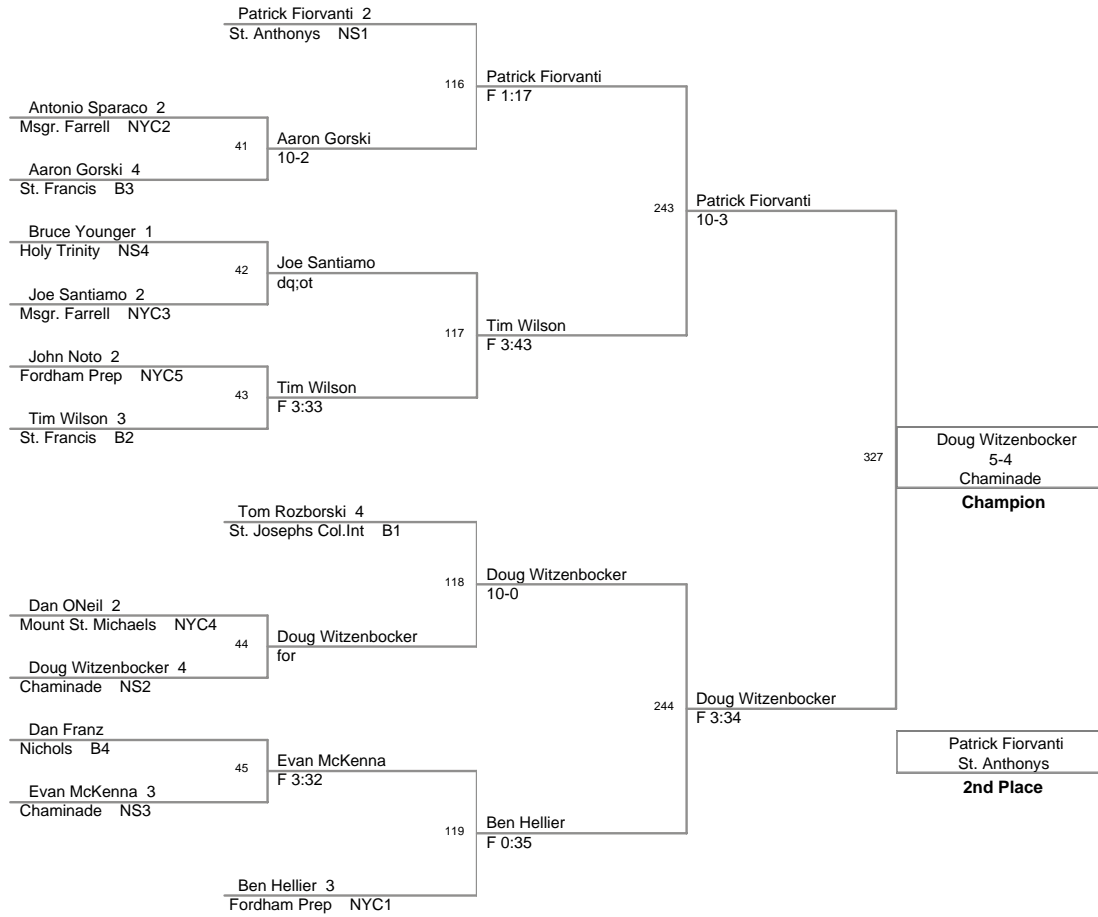 Patrick Fiorvanti 2
St. Anthonys NS1
116
Patrick Fiorvanti
F 1:17
Antonio Sparaco 2
Msgr. Farrell NYC2
41
Aaron Gorski
10-2
Aaron Gorski 4
St. Francis B3
243
Patrick Fiorvanti
10-3
Bruce Younger 1
Holy Trinity NS4
42
Joe Santiamo
dq;ot
Joe Santiamo 2
Msgr. Farrell NYC3
117
Tim Wilson
F 3:43
John Noto 2
Fordham Prep NYC5
43
Tim Wilson
F 3:33
Tim Wilson 3
St. Francis B2
327
Doug Witzenbocker
5-4
Chaminade
Champion
Tom Rozborski 4
St. Josephs Col.Int B1
118
Doug Witzenbocker
10-0
Dan ONeil 2
Mount St. Michaels NYC4
44
Doug Witzenbocker
for
Doug Witzenbocker 4
Chaminade NS2
244
Doug Witzenbocker
F 3:34
Dan Franz
Nichols B4
45
Evan McKenna
F 3:32
Evan McKenna 3
Chaminade NS3
119
Ben Hellier
F 0:35
Ben Hellier 3
Fordham Prep NYC1
Patrick Fiorvanti
St. Anthonys
2nd Place